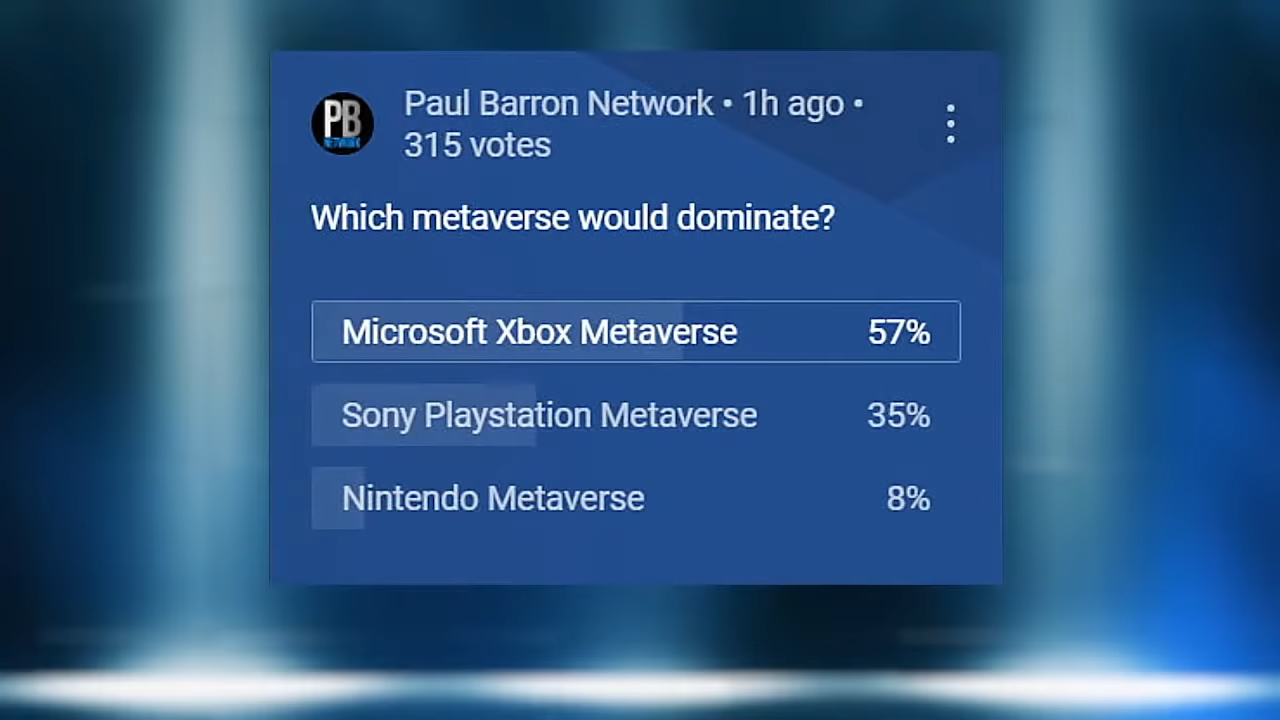 PB
NETWORK
Paul Barron Network • 1h ago •
315 votes
Which metaverse would dominate?
Microsoft Xbox Metaverse 57%
Sony Playstation Metaverse 35%
Nintendo Metaverse 8%